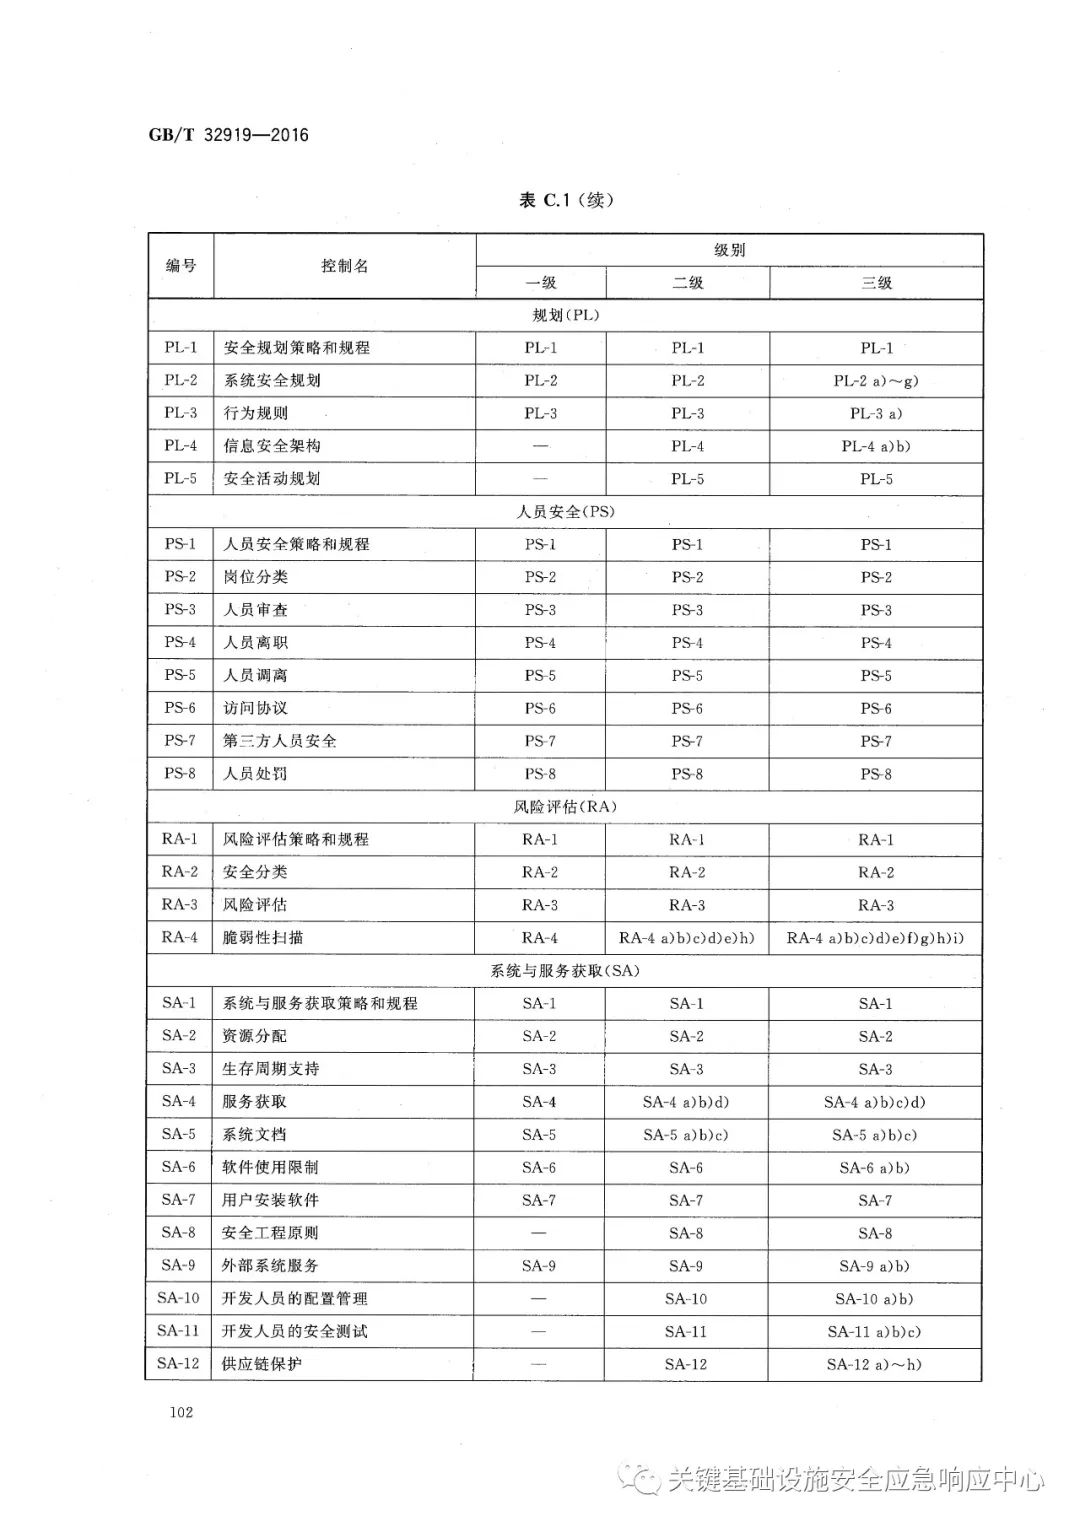 GB/T 32919—2016
表 C.1（续）
编号 控制名 级别
一级 二级 三级
规划(PL)
PL-1 安全规划策略和规程 PL-1 PL-1 PL-1
PL-2 系统安全规划 PL-2 PL-2 PL-2 a)～g)
PL-3 行为规则 PL-3 PL-3 PL-3 a)
PL-4 信息安全架构 — PL-4 PL-4 a)b)
PL-5 安全活动规划 — PL-5 PL-5
人员安全(PS)
PS-1 人员安全策略和规程 PS-1 PS-1 PS-1
PS-2 岗位分类 PS-2 PS-2 PS-2
PS-3 人员审查 PS-3 PS-3 PS-3
PS-4 人员离职 PS-4 PS-4 PS-4
PS-5 人员调离 PS-5 PS-5 PS-5
PS-6 访问协议 PS-6 PS-6 PS-6
PS-7 第三方人员安全 PS-7 PS-7 PS-7
PS-8 人员处罚 PS-8 PS-8 PS-8
风险评估(RA)
RA-1 风险评估策略和规程 RA-1 RA-1 RA-1
RA-2 安全分类 RA-2 RA-2 RA-2
RA-3 风险评估 RA-3 RA-3 RA-3
RA-4 脆弱性扫描 RA-4 RA-4 a)b)c)d)e)h) RA-4 a)b)c)d)e)f)g)h)i)
系统与服务获取(SA)
SA-1 系统与服务获取策略和规程 SA-1 SA-1 SA-1
SA-2 资源分配 SA-2 SA-2 SA-2
SA-3 生存周期支持 SA-3 SA-3 SA-3
SA-4 服务获取 SA-4 SA-4 a)b)d) SA-4 a)b)c)d)
SA-5 系统文档 SA-5 SA-5 a)b)c) SA-5 a)b)c)
SA-6 软件使用限制 SA-6 SA-6 SA-6 a)b)
SA-7 用户安装软件 SA-7 SA-7 SA-7
SA-8 安全工程原则 — SA-8 SA-8
SA-9 外部系统服务 SA-9 SA-9 SA-9 a)b)
SA-10 开发人员的配置管理 — SA-10 SA-10 a)b)
SA-11 开发人员的安全测试 — SA-11 SA-11 a)b)c)
SA-12 供应链保护 — SA-12 SA-12 a)～h)
102
关键基础设施安全应急响应中心